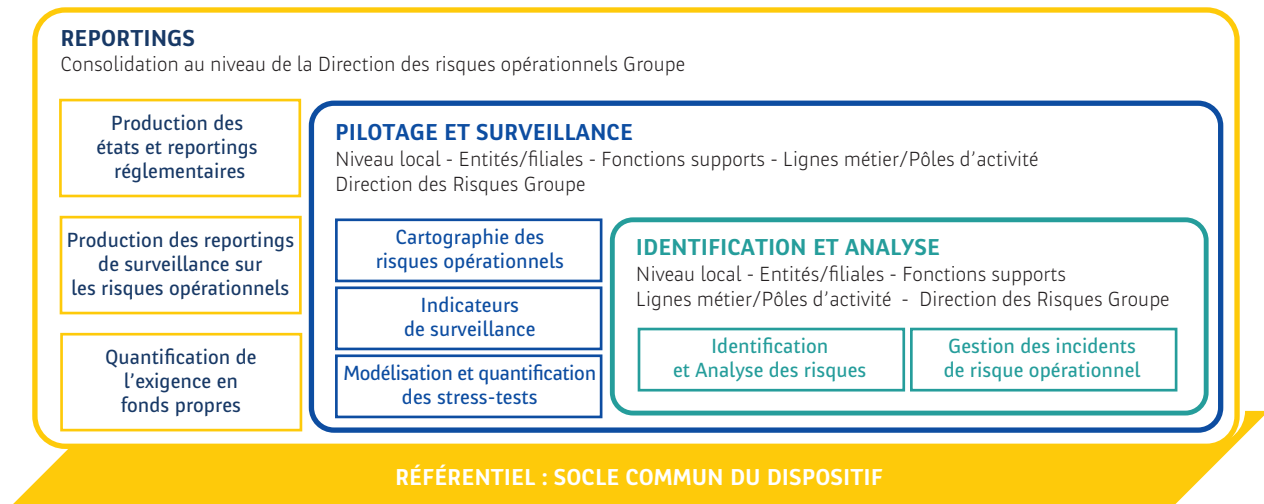 REPORTINGS
Consolidation au niveau de la Direction des risques opérationnels Groupe
Production des
états et reportings
réglementaires
Production des reportings
de surveillance sur
les risques opérationnels
Quantification de
l'exigence en
fonds propres
PILOTAGE ET SURVEILLANCE
Niveau local - Entités/filiales - Fonctions supports - Lignes métier/Pôles d'activité
Direction des Risques Groupe
Cartographie des
risques opérationnels
Indicateurs
de surveillance
Modélisation et quantification
des stress-tests
IDENTIFICATION ET ANALYSE
Niveau local - Entités/filiales - Fonctions supports
Lignes métier/Pôles d'activité - Direction des Risques Groupe
Identification
et Analyse des risques
Gestion des incidents
de risque opérationnel
RÉFÉRENTIEL : SOCLE COMMUN DU DISPOSITIF